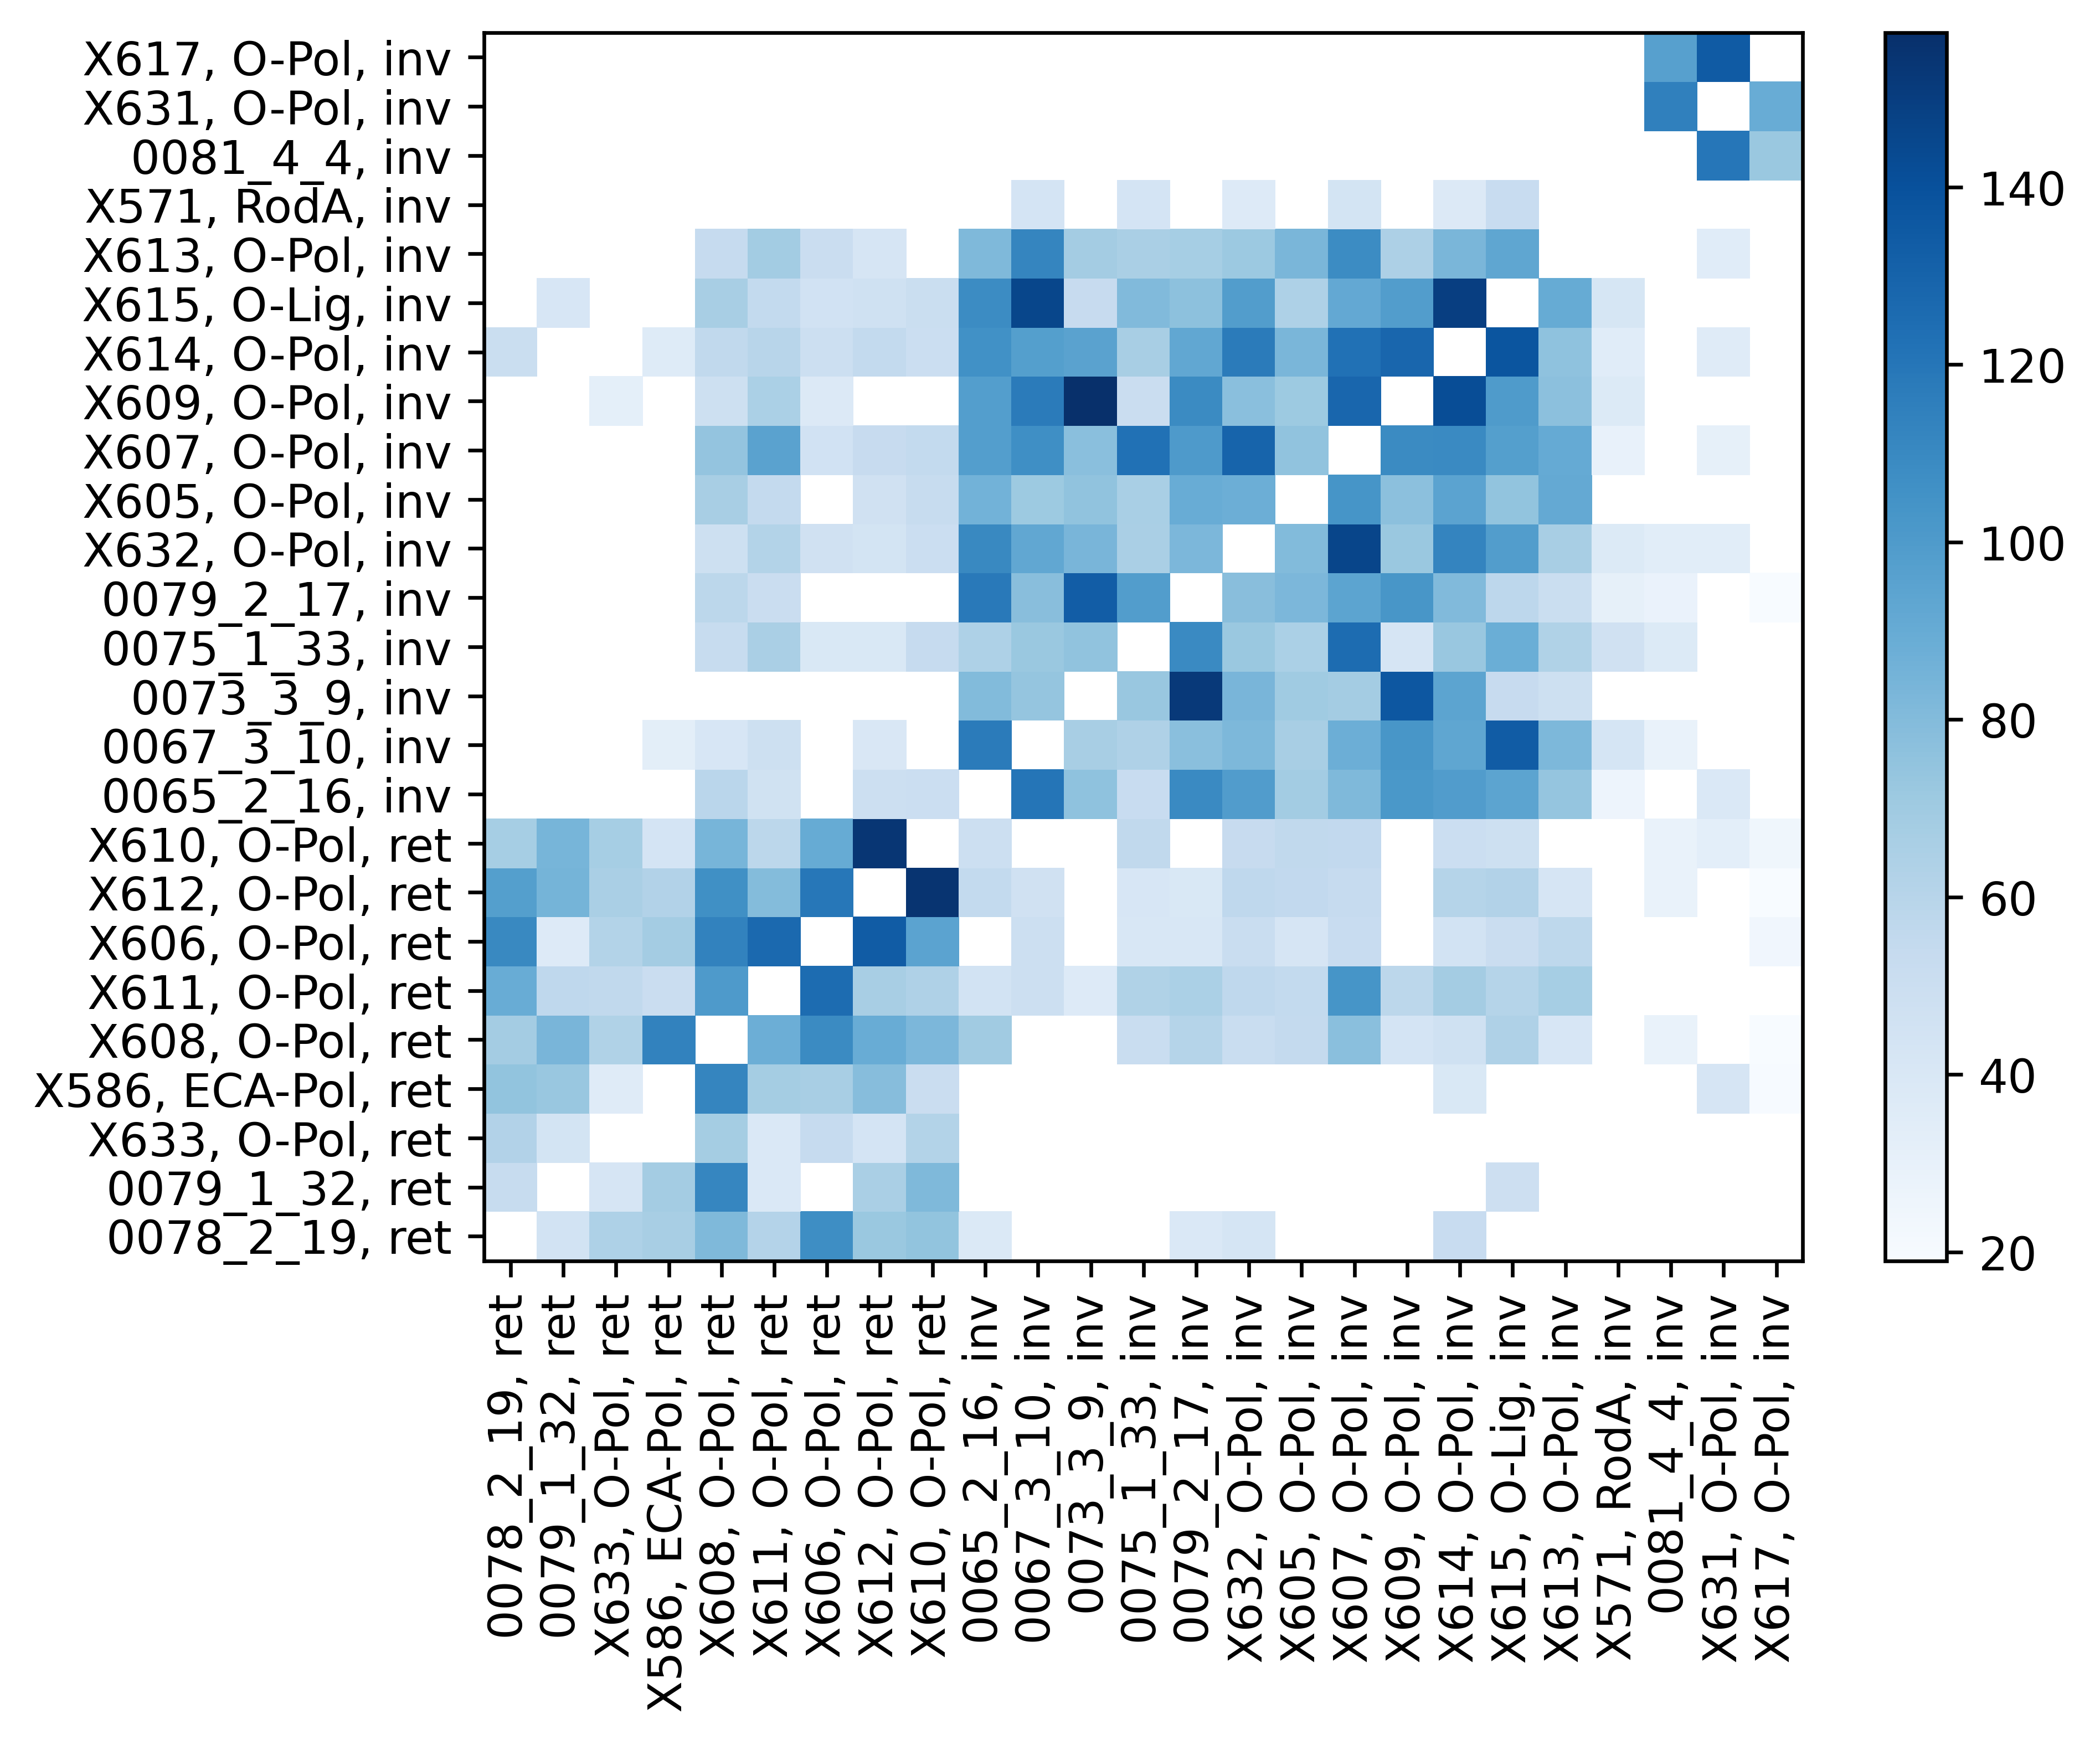 X617, O-Pol, inv
X631, O-Pol, inv
0081_4_4, inv
X571, RodA, inv
X613, O-Pol, inv
X615, O-Lig, inv
X614, O-Pol, inv
X609, O-Pol, inv
X607, O-Pol, inv
X605, O-Pol, inv
X632, O-Pol, inv
0079_2_17, inv
0075_1_33, inv
0073_3_9, inv
0067_3_10, inv
0065_2_16, inv
X610, O-Pol, ret
X612, O-Pol, ret
X606, O-Pol, ret
X611, O-Pol, ret
X608, O-Pol, ret
X586, ECA-Pol, ret
X633, O-Pol, ret
0079_1_32, ret
0078_2_19, ret
0078_2_19, ret
0079_1_32, ret
X633, O-Pol, ret
X586, ECA-Pol, ret
X608, O-Pol, ret
X611, O-Pol, ret
X606, O-Pol, ret
X612, O-Pol, ret
X610, O-Pol, ret
0065_2_16, inv
0067_3_10, inv
0073_3_9, inv
0075_1_33, inv
0079_2_17, inv
X632, O-Pol, inv
X605, O-Pol, inv
X607, O-Pol, inv
X609, O-Pol, inv
X614, O-Pol, inv
X615, O-Lig, inv
X613, O-Pol, inv
X571, RodA, inv
0081_4_4, inv
X631, O-Pol, inv
X617, O-Pol, inv
140
120
100
80
60
40
20